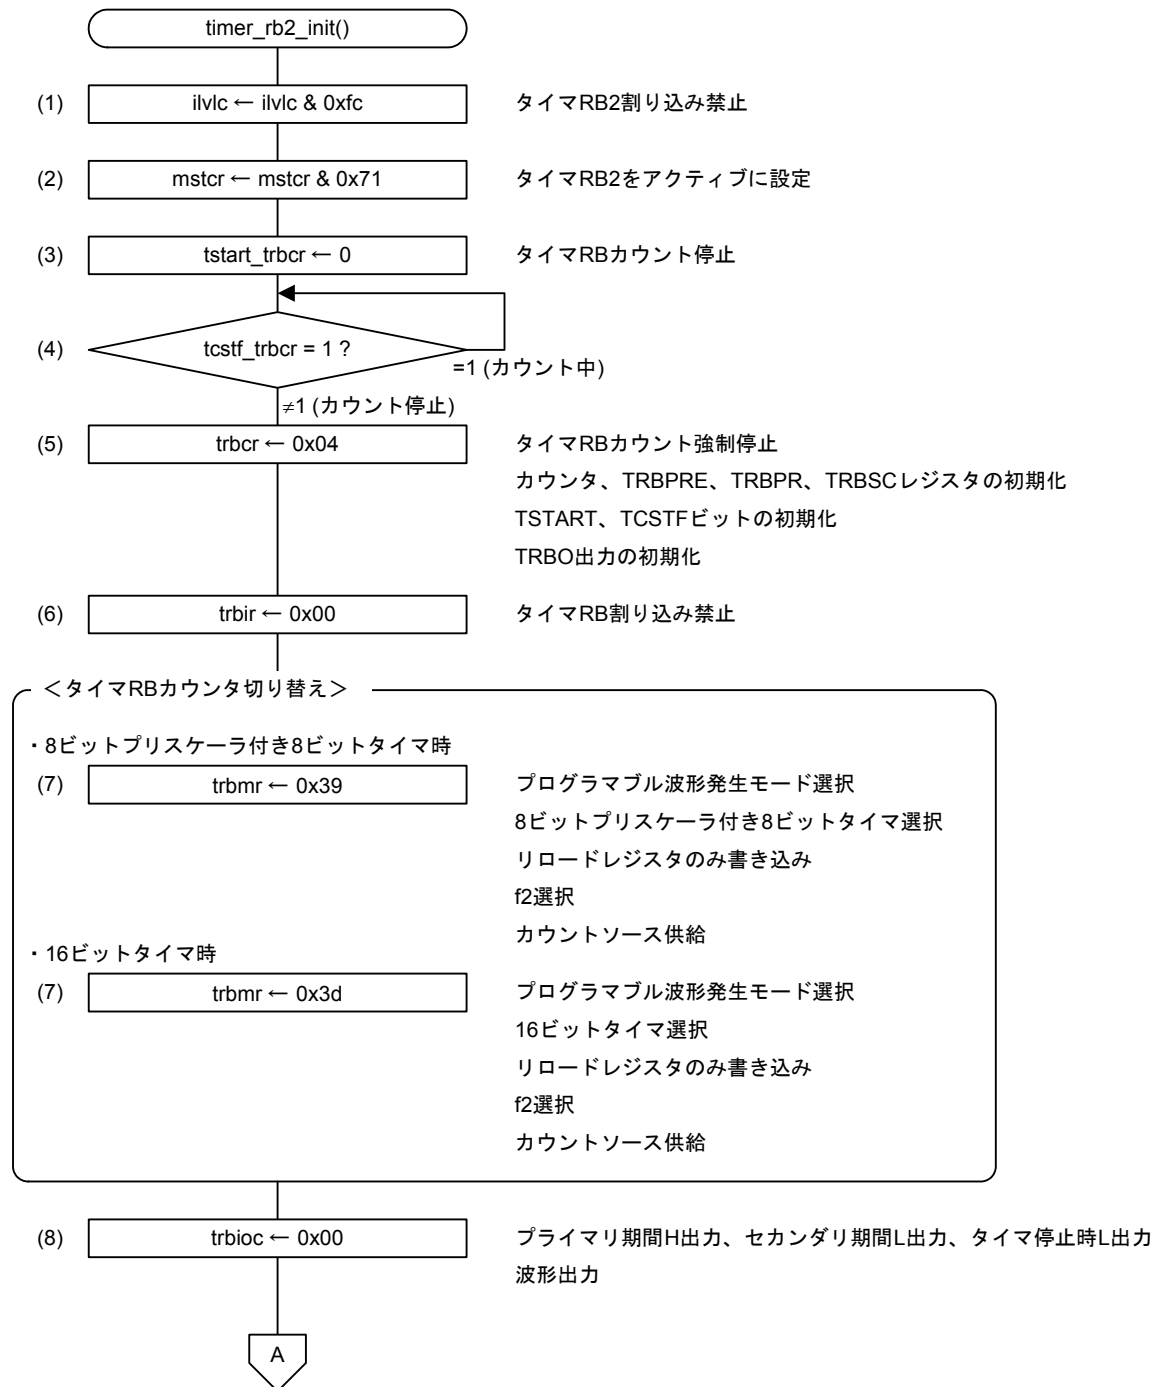 timer_rb2_init()
(1) ilvlc ← ilvlc & 0xfc タイマRB2割り込み禁止
(2) mstcr ← mstcr & 0x71 タイマRB2をアクティブに設定
(3) tstart_trbcr ← 0 タイマRBカウント停止
(4) tcstf_trbcr = 1 ?
=1 (カウント中)
≠1 (カウント停止)
(5) trbcr ← 0x04 タイマRBカウント強制停止
カウンタ、TRBPRE、TRBPR、TRBSCレジスタの初期化
TSTART、TCSTFビットの初期化
TRBO出力の初期化
(6) trbir ← 0x00 タイマRB割り込み禁止
＜タイマRBカウンタ切り替え＞
・8ビットプリスケーラ付き8ビットタイマ時
(7) trbmr ← 0x39 プログラマブル波形発生モード選択
8ビットプリスケーラ付き8ビットタイマ選択
リロードレジスタのみ書き込み
f2選択
カウントソース供給
・16ビットタイマ時
(7) trbmr ← 0x3d プログラマブル波形発生モード選択
16ビットタイマ選択
リロードレジスタのみ書き込み
f2選択
カウントソース供給
(8) trbioc ← 0x00 プライマリ期間H出力、セカンダリ期間L出力、タイマ停止時L出力
波形出力
A